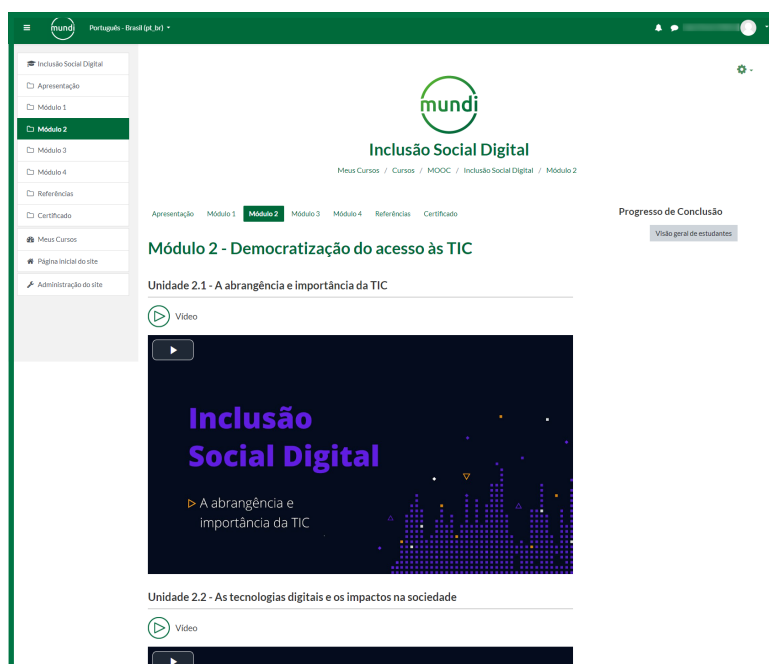 mundi
Português - Brasil (pt_br)
Inclusão Social Digital
Apresentação
Módulo 1
Módulo 2
Módulo 3
Módulo 4
Referências
Certificado
Meus Cursos
Página inicial do site
Administração do site
mundi
Inclusão Social Digital
Meus Cursos / Cursos / MOOC / Inclusão Social Digital / Módulo 2
Apresentação Módulo 1 Módulo 2 Módulo 3 Módulo 4 Referências Certificado
Progresso de Conclusão
Visão geral de estudantes
Módulo 2 - Democratização do acesso às TIC
Unidade 2.1 - A abrangência e importância da TIC
Vídeo
Inclusão
Social Digital
A abrangência e
importância da TIC
Unidade 2.2 - As tecnologias digitais e os impactos na sociedade
Vídeo